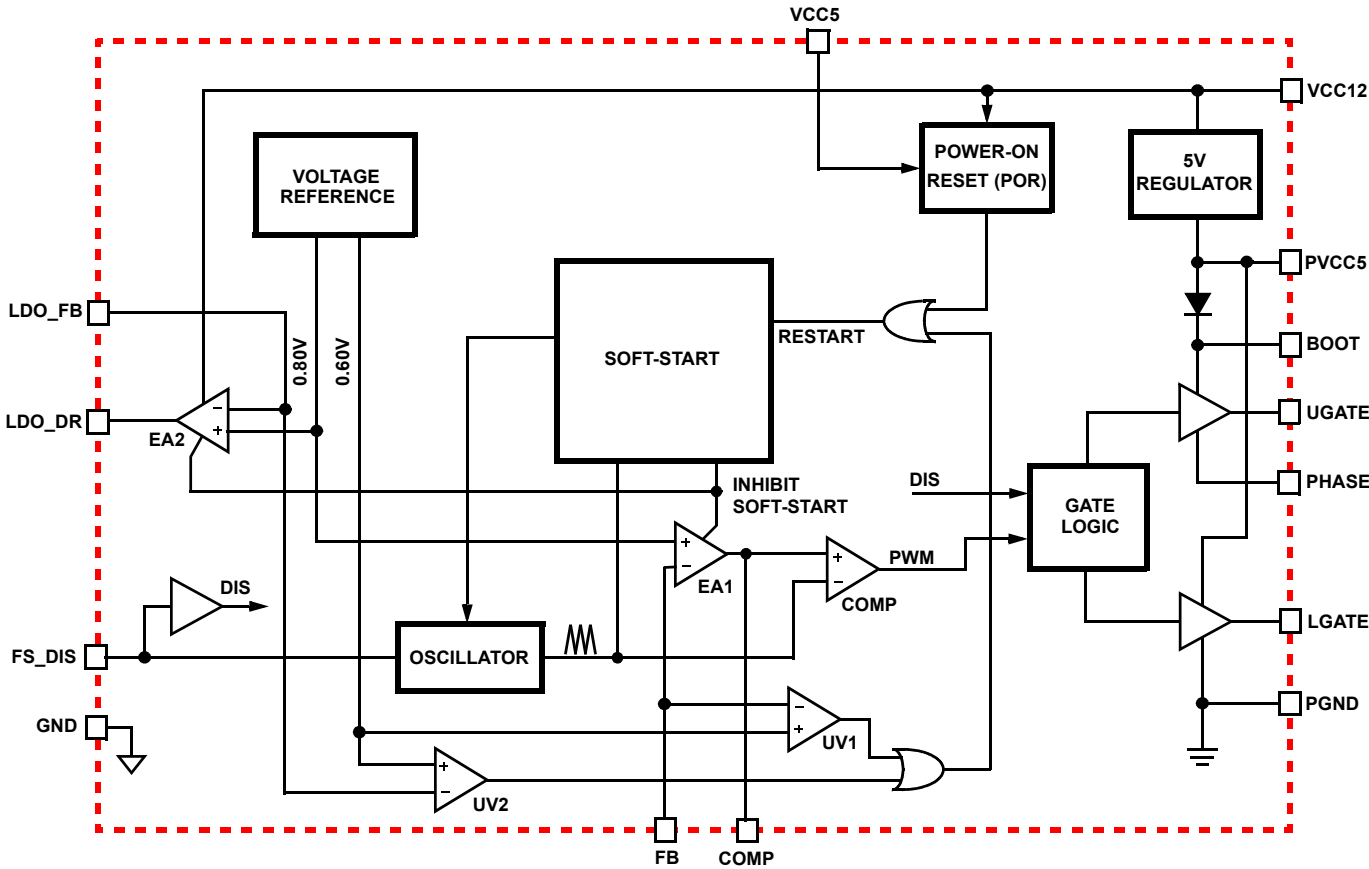 VCC5
VCC12
POWER-ON
RESET (POR)
5V
REGULATOR
VOLTAGE
REFERENCE
PVCC5
LDO_FB
0.80V
0.60V
SOFT-START
RESTART
BOOT
LDO_DR
-
+
EA2
UGATE
INHIBIT
SOFT-START
DIS
PHASE
GATE
LOGIC
+
-
EA1
+
-
COMP
PWM
DIS
LGATE
FS_DIS
OSCILLATOR
GND
-
+
UV1
PGND
+
-
UV2
FB
COMP